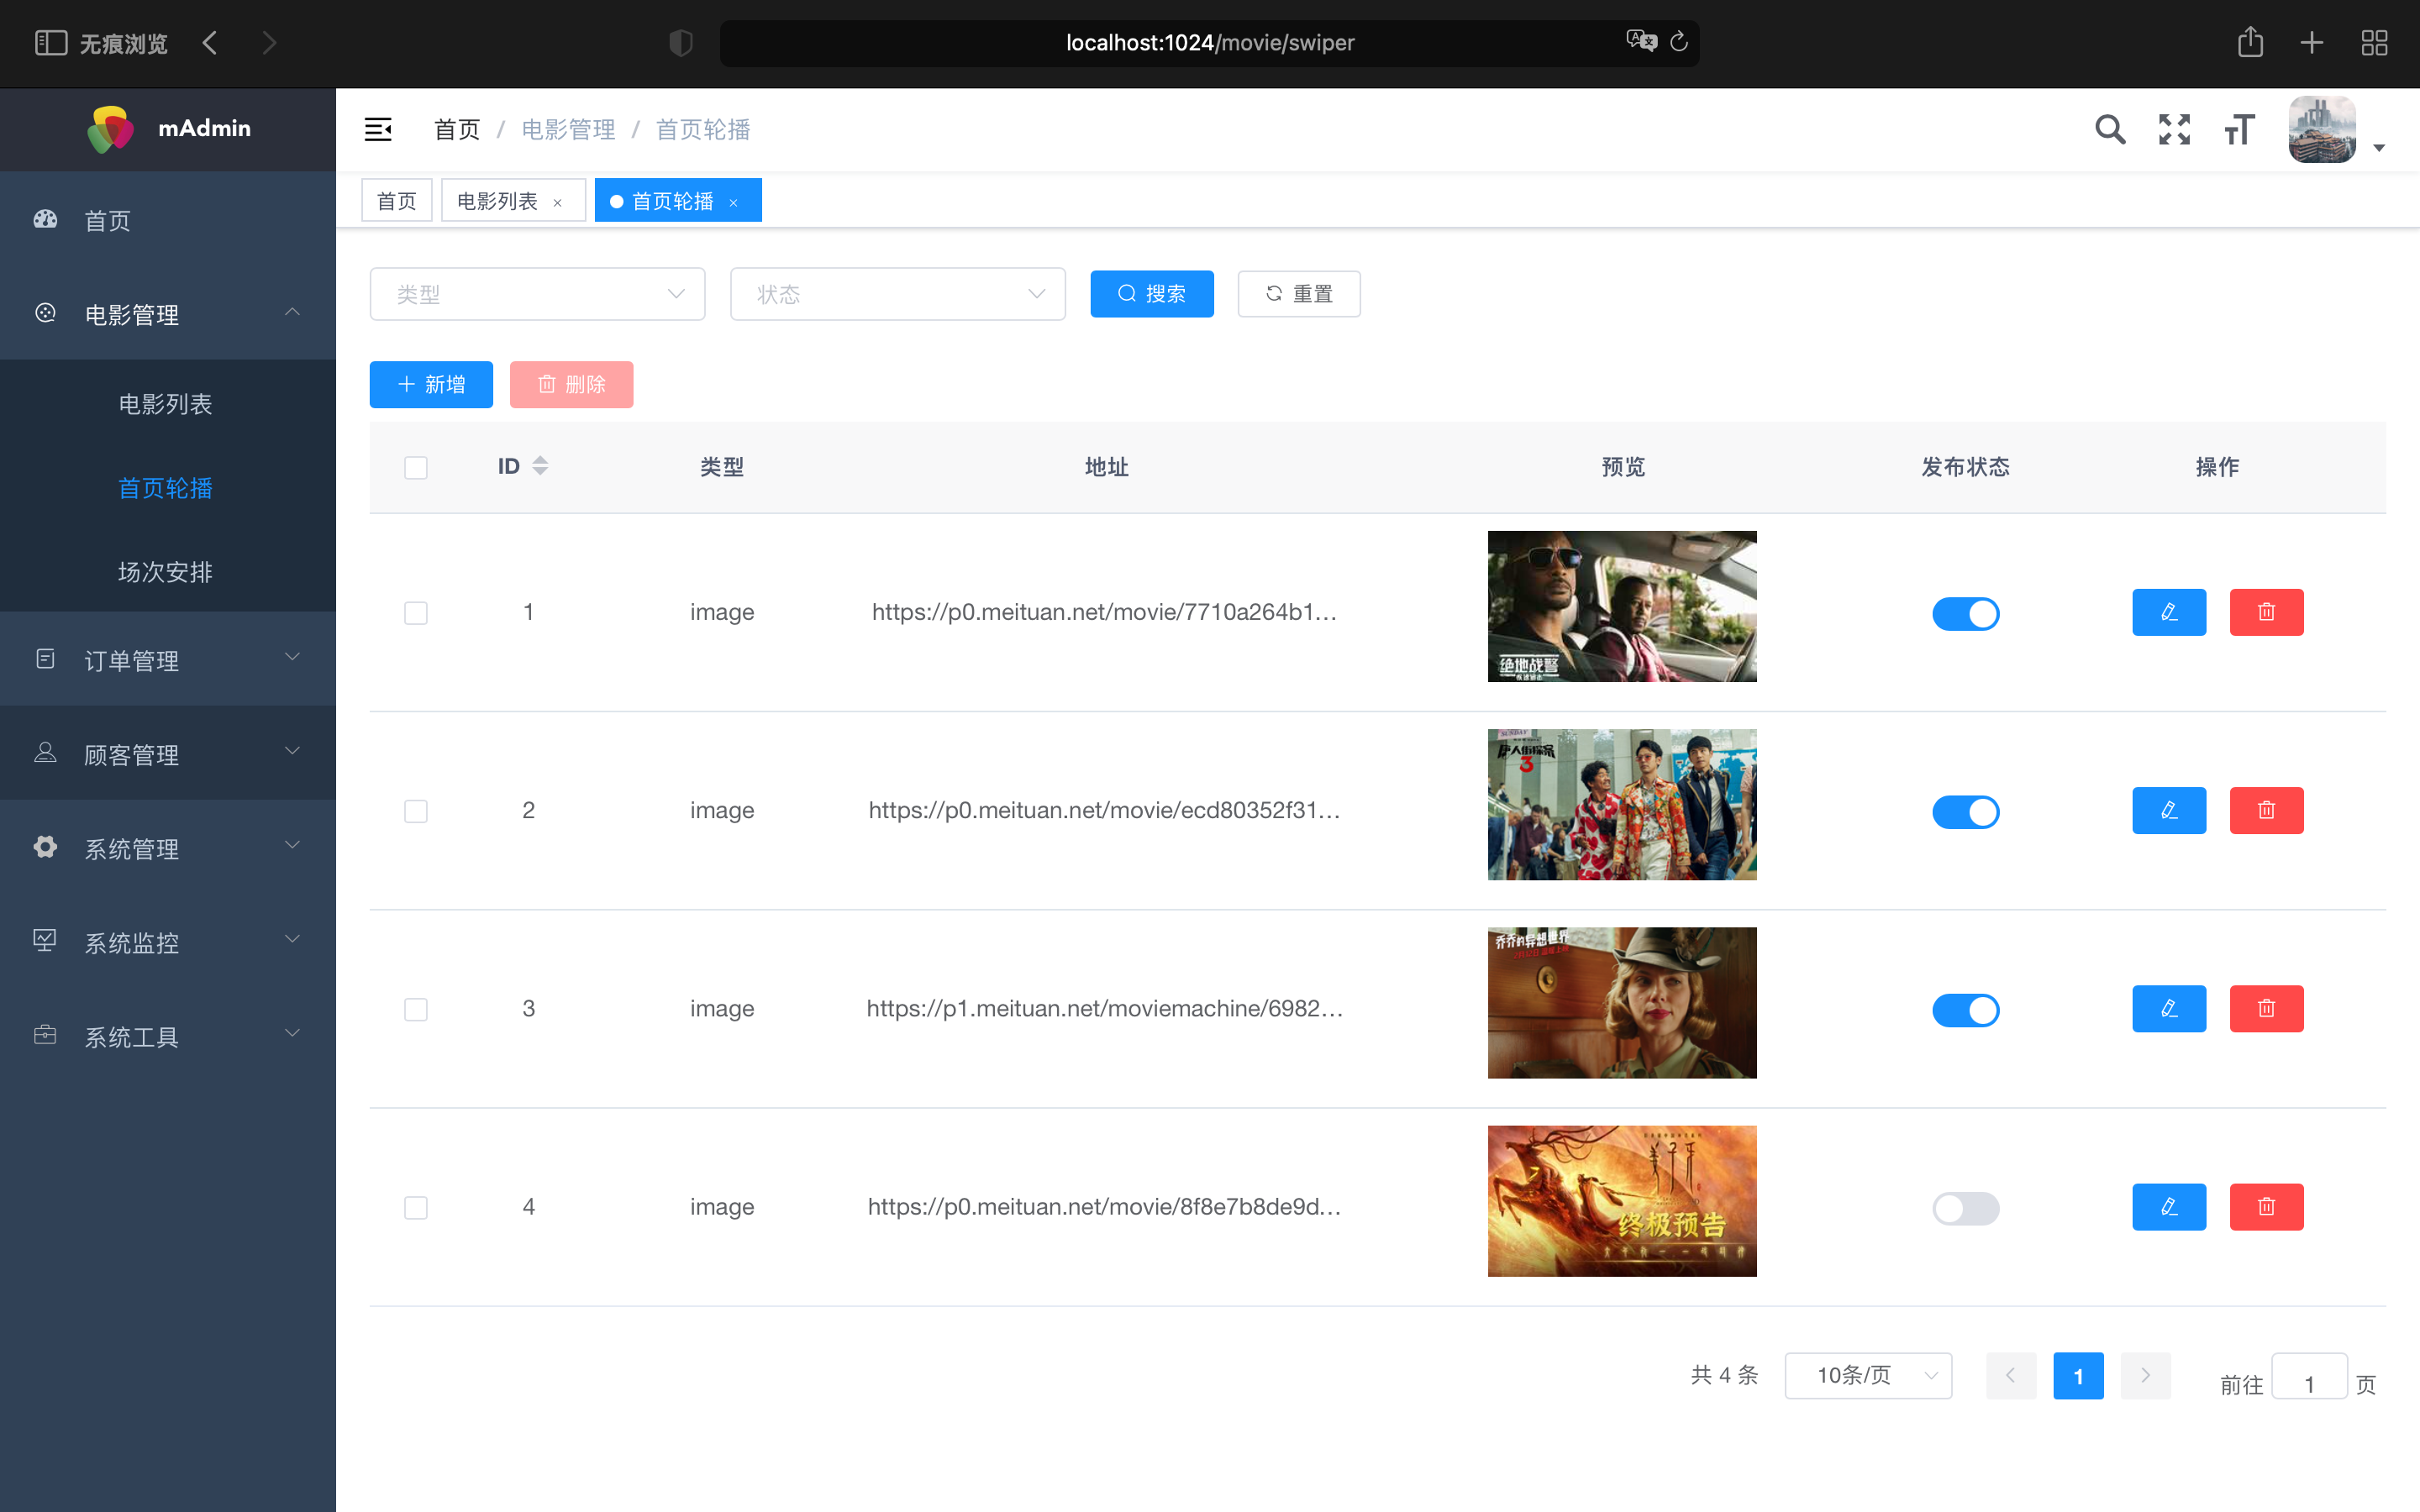 无痕浏览
localhost:1024/movie/swiper
mAdmin
首页 / 电影管理 / 首页轮播
首页
电影列表 ×
首页轮播 ×
首页
电影管理
电影列表
首页轮播
场次安排
订单管理
顾客管理
系统管理
系统监控
系统工具
类型
状态
搜索
重置
新增
删除
ID 类型 地址 预览 发布状态 操作
1 image https://p0.meituan.net/movie/7710a264b1...
绝地战警
2 image https://p0.meituan.net/movie/ecd80352f31...
SUNDAY
唐人街探案
3
3 image https://p1.meituan.net/moviemachine/6982...
乔乔的异想世界
4 image https://p0.meituan.net/movie/8f8e7b8de9d...
姜子牙
终极预告
共 4 条
10条/页
1
前往 1 页